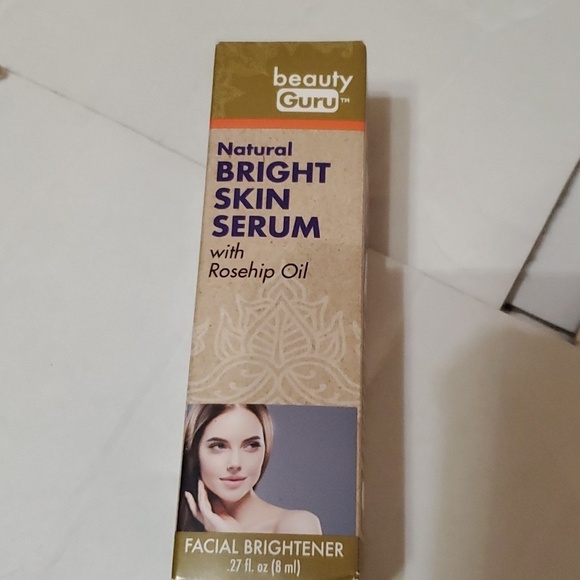 beauty
Guru™
Natural
BRIGHT
SKIN
SERUM
with
Rosehip Oil
FACIAL BRIGHTENER
.27 fl. oz (8 ml)